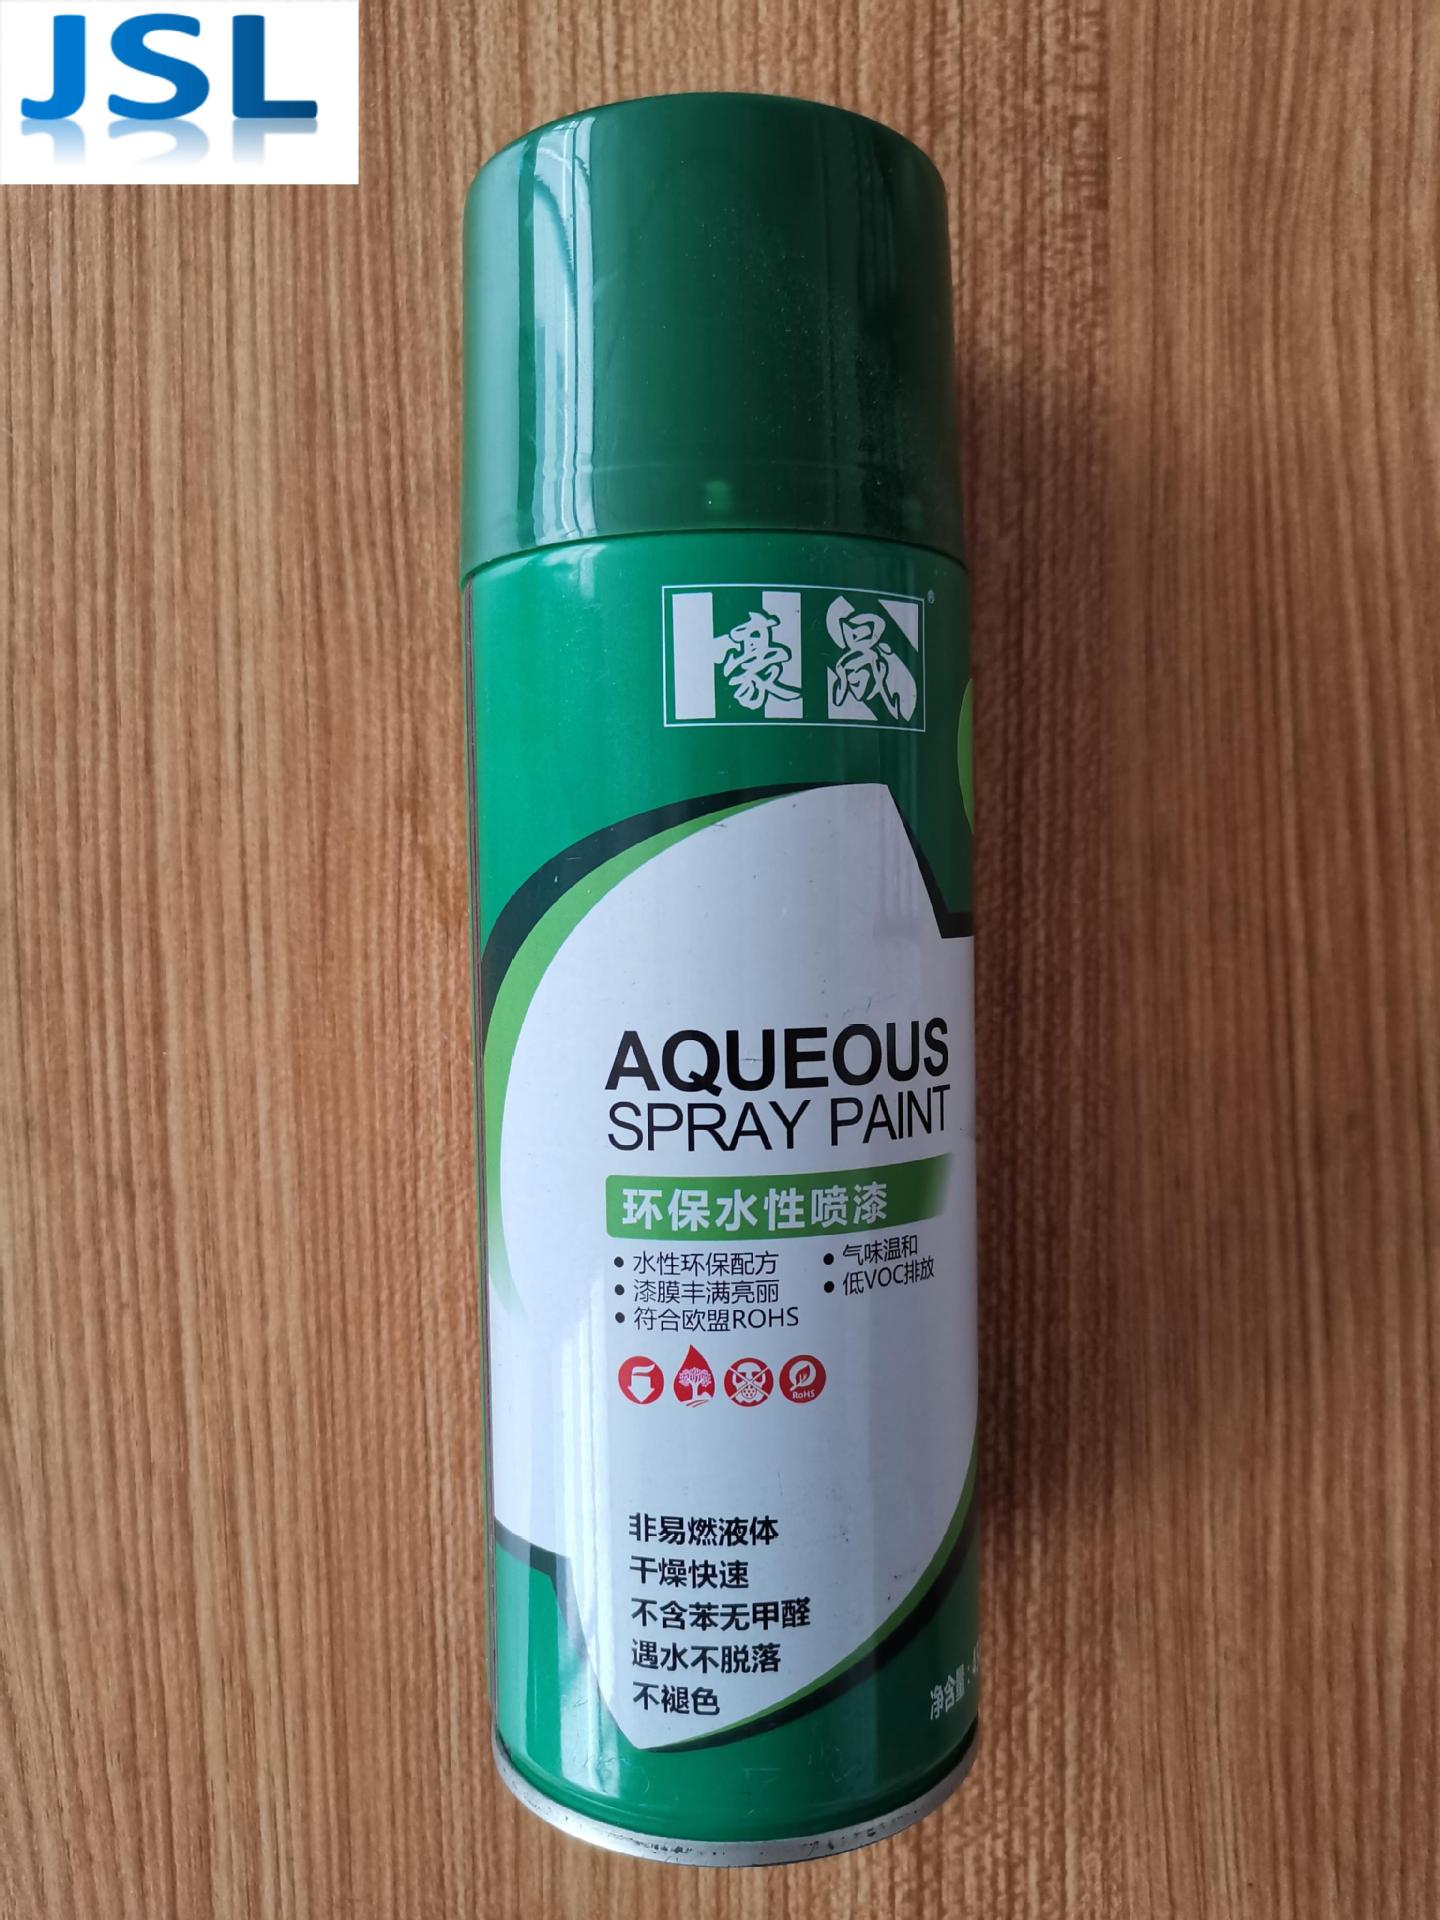 JSL
HS
豪晟
®
AQUEOUS
SPRAY PAINT
环保水性喷漆
• 水性环保配方
• 漆膜丰满亮丽
• 符合欧盟ROHS
• 气味温和
• 低VOC排放
RoHS
非易燃液体
干燥快速
不含苯无甲醛
遇水不脱落
不褪色
净含量: